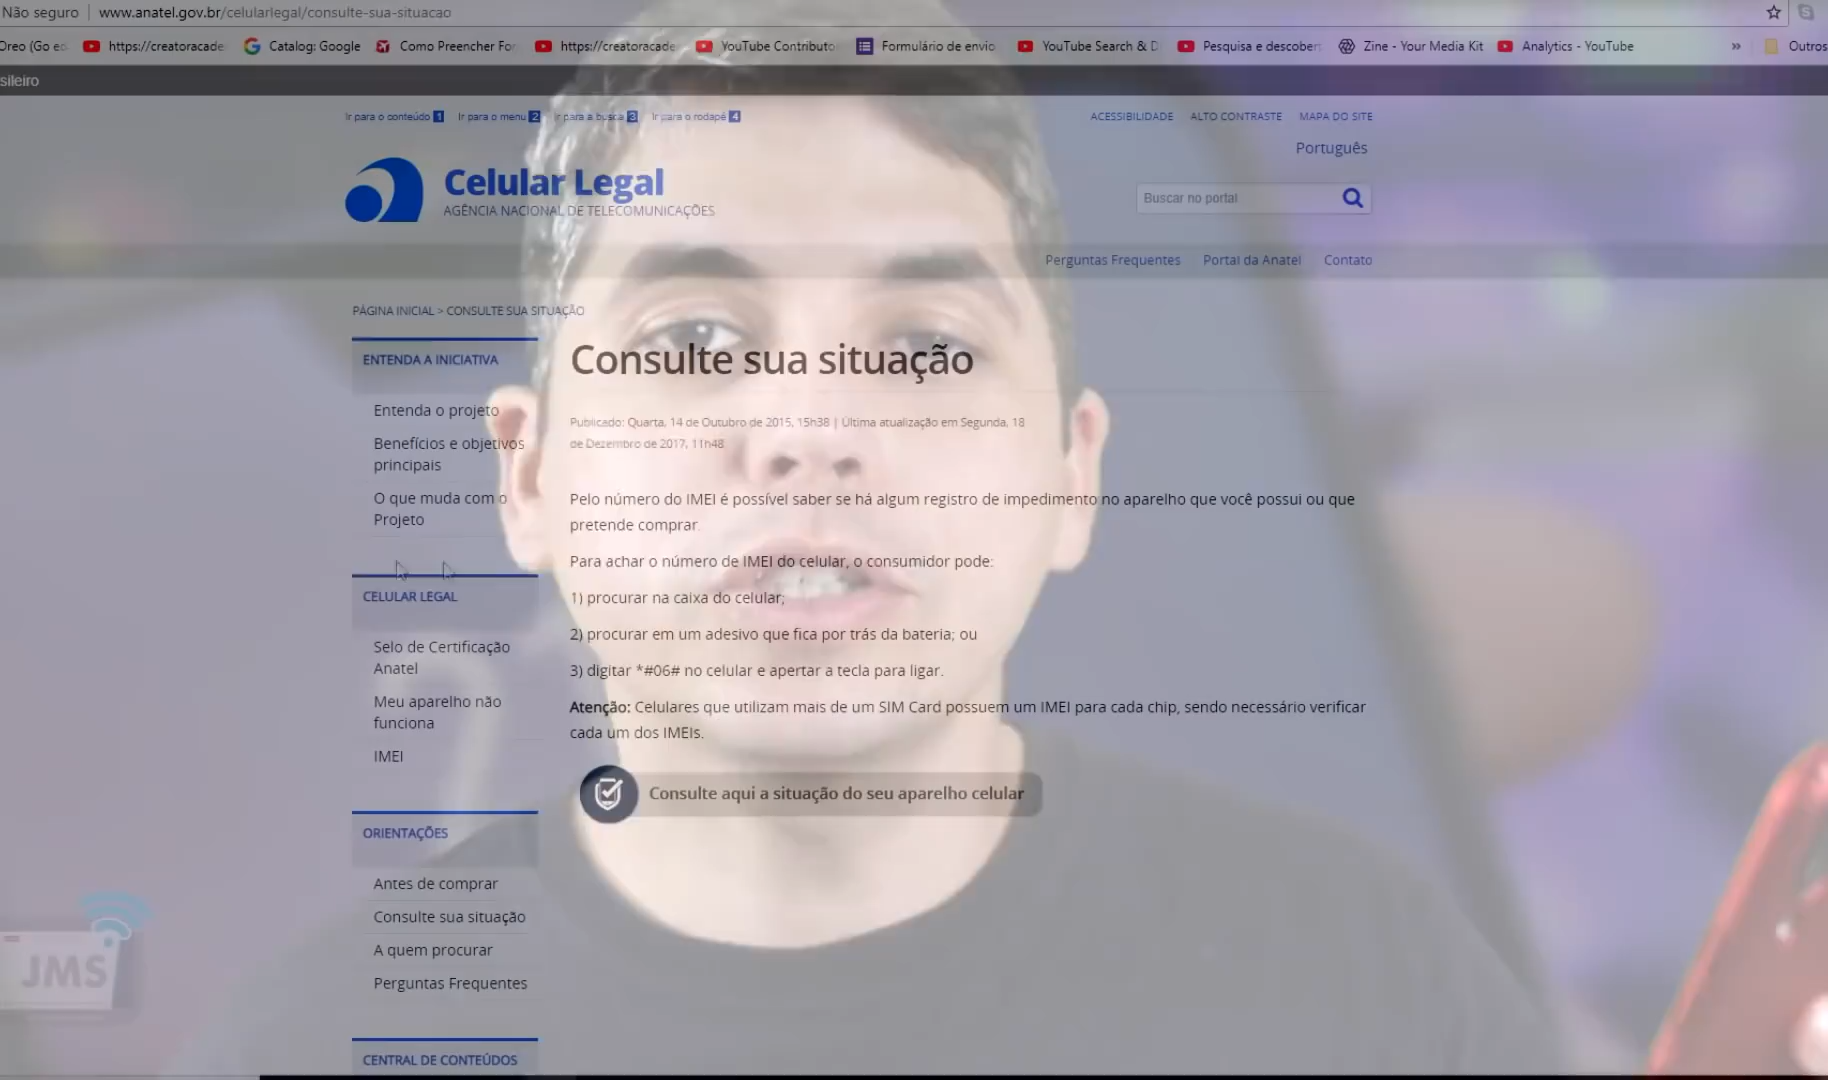 Não seguro
www.anatel.gov.br/celularlegal/consulte-sua-situacao
Oreo (Go e
https://creatoracade
Catalog: Google
Como Preencher For
https://creatoracade
YouTube Contributo
Formulário de envio
YouTube Search & D
Pesquisa e descober
Zine - Your Media Kit
Analytics - YouTube
»
Outros
sileiro
Ir para o conteúdo 1
Ir para o menu 2
Ir para a busca 3
Ir para o rodapé 4
ACESSIBILIDADE
ALTO CONTRASTE
MAPA DO SITE
Português
Celular Legal
AGÊNCIA NACIONAL DE TELECOMUNICAÇÕES
Buscar no portal
Perguntas Frequentes
Portal da Anatel
Contato
PÁGINA INICIAL > CONSULTE SUA SITUAÇÃO
ENTENDA A INICIATIVA
Entenda o projeto
Benefícios e objetivos
principais
O que muda com o
Projeto
CELULAR LEGAL
Selo de Certificação
Anatel
Meu aparelho não
funciona
IMEI
ORIENTAÇÕES
Antes de comprar
Consulte sua situação
A quem procurar
Perguntas Frequentes
CENTRAL DE CONTEÚDOS
Consulte sua situação
Publicado: Quarta, 14 de Outubro de 2015, 15h38 | Última atualização em Segunda, 18
de Dezembro de 2017, 11h48
Pelo número do IMEI é possível saber se há algum registro de impedimento no aparelho que você possui ou que
pretende comprar.
Para achar o número de IMEI do celular, o consumidor pode:
1) procurar na caixa do celular;
2) procurar em um adesivo que fica por trás da bateria; ou
3) digitar *#06# no celular e apertar a tecla para ligar.
Atenção: Celulares que utilizam mais de um SIM Card possuem um IMEI para cada chip, sendo necessário verificar
cada um dos IMEIs.
Consulte aqui a situação do seu aparelho celular
JMS